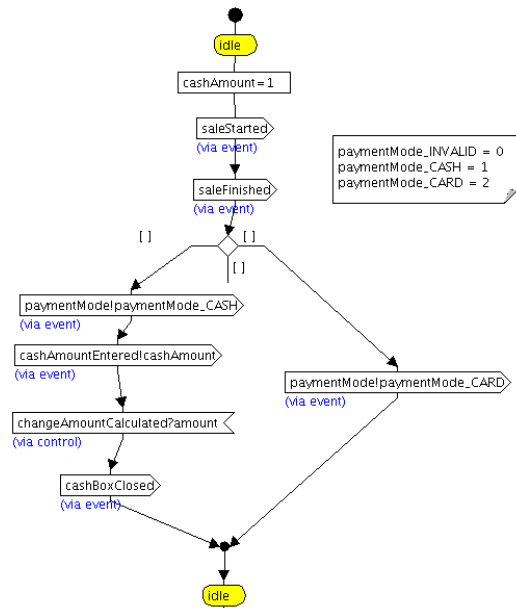 idle
cashAmount=1
saleStarted
(via event)
paymentMode_INVALID = 0
paymentMode_CASH = 1
paymentMode_CARD = 2
saleFinished
(via event)
[ ]
[ ]
[ ]
paymentMode!paymentMode_CASH
(via event)
cashAmountEntered!cashAmount
(via event)
paymentMode!paymentMode_CARD
(via event)
changeAmountCalculated?amount
(via control)
cashBoxClosed
(via event)
idle